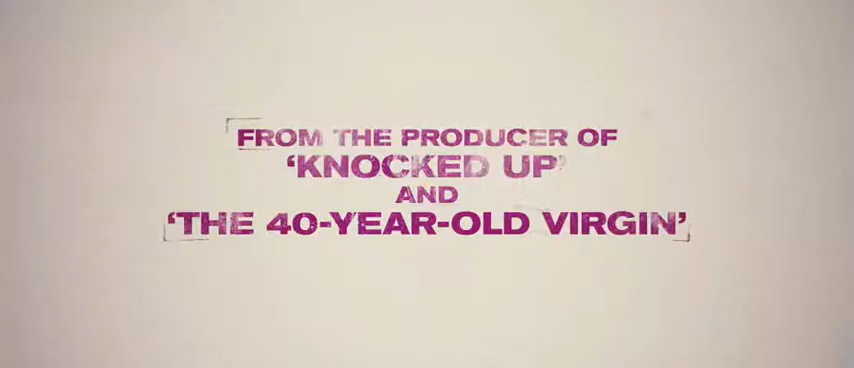 FROM THE PRODUCER OF
‘KNOCKED UP’
AND
‘THE 40-YEAR-OLD VIRGIN’